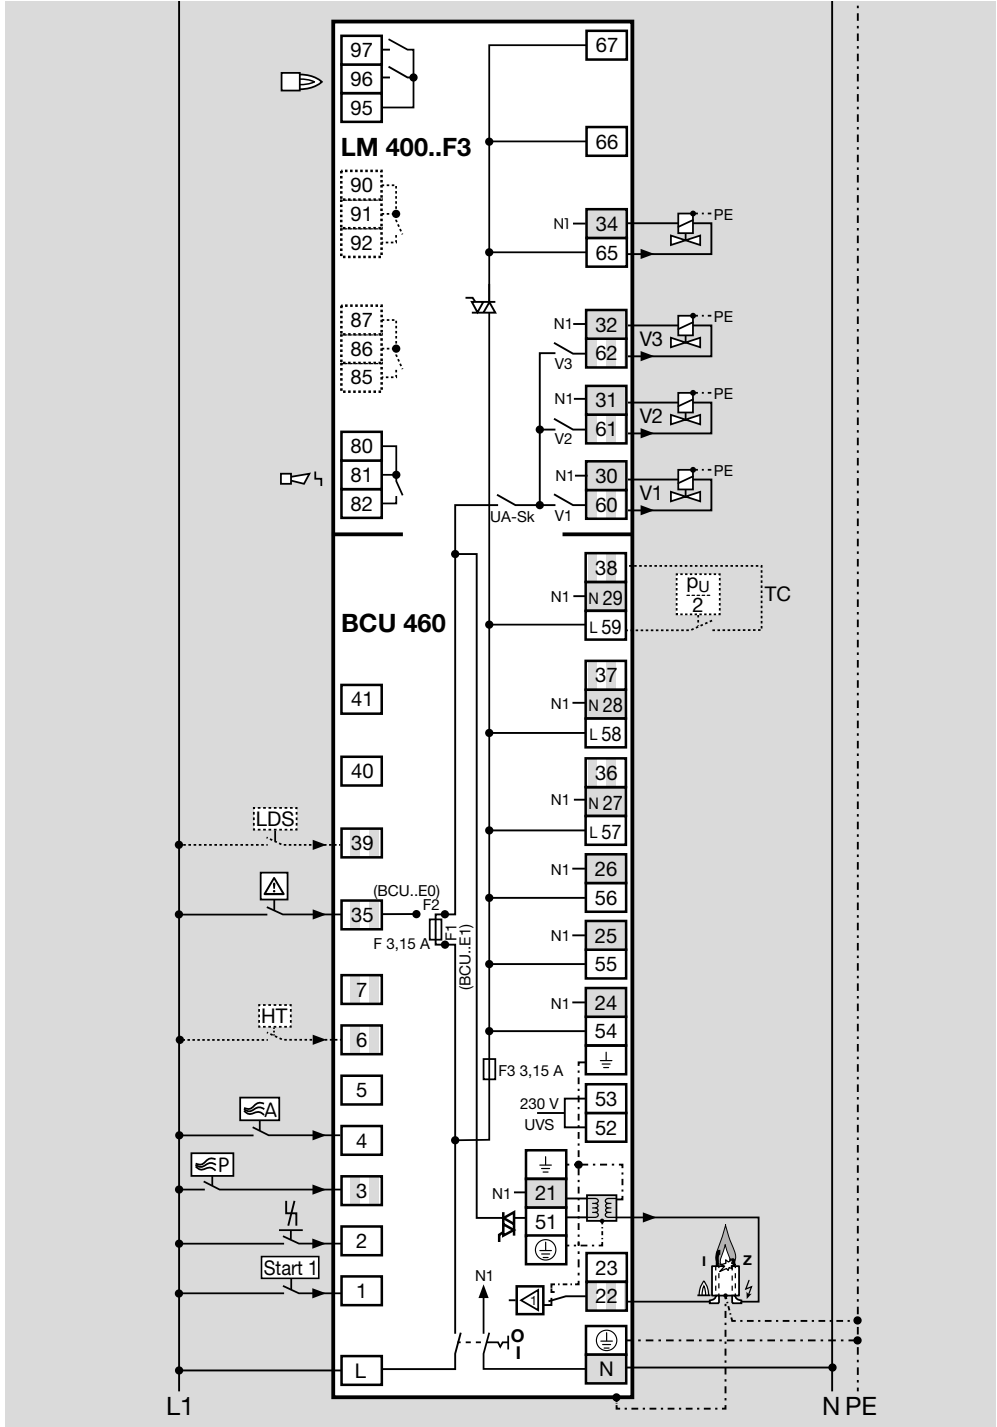 97
67
96
95
LM 400..F3
66
90
91
92
N1 34 PE
65
87
86
85
N1 32 PE
V3
62
V3
N1 31 PE
V2
61
V2
80
81
82
N1 30 PE
V1
60
UA-Sk V1
38
N1 N 29 pU 2 TC
L 59
BCU 460
37
N1 N 28
L 58
41
36
N1 N 27
L 57
40
LDS
39
N1 26
56
(BCU..E0)
35 F2
F 3,15 A F1
(BCU..E1)
N1 25
55
7
N1 24
54
HT
6
F3 3,15 A
5
230 V 53
UVS 52
A
4
P
3
N1 21
51
2
I Z
23
Start 1
1
N1
1 22
O
I
L
N
L1
N PE